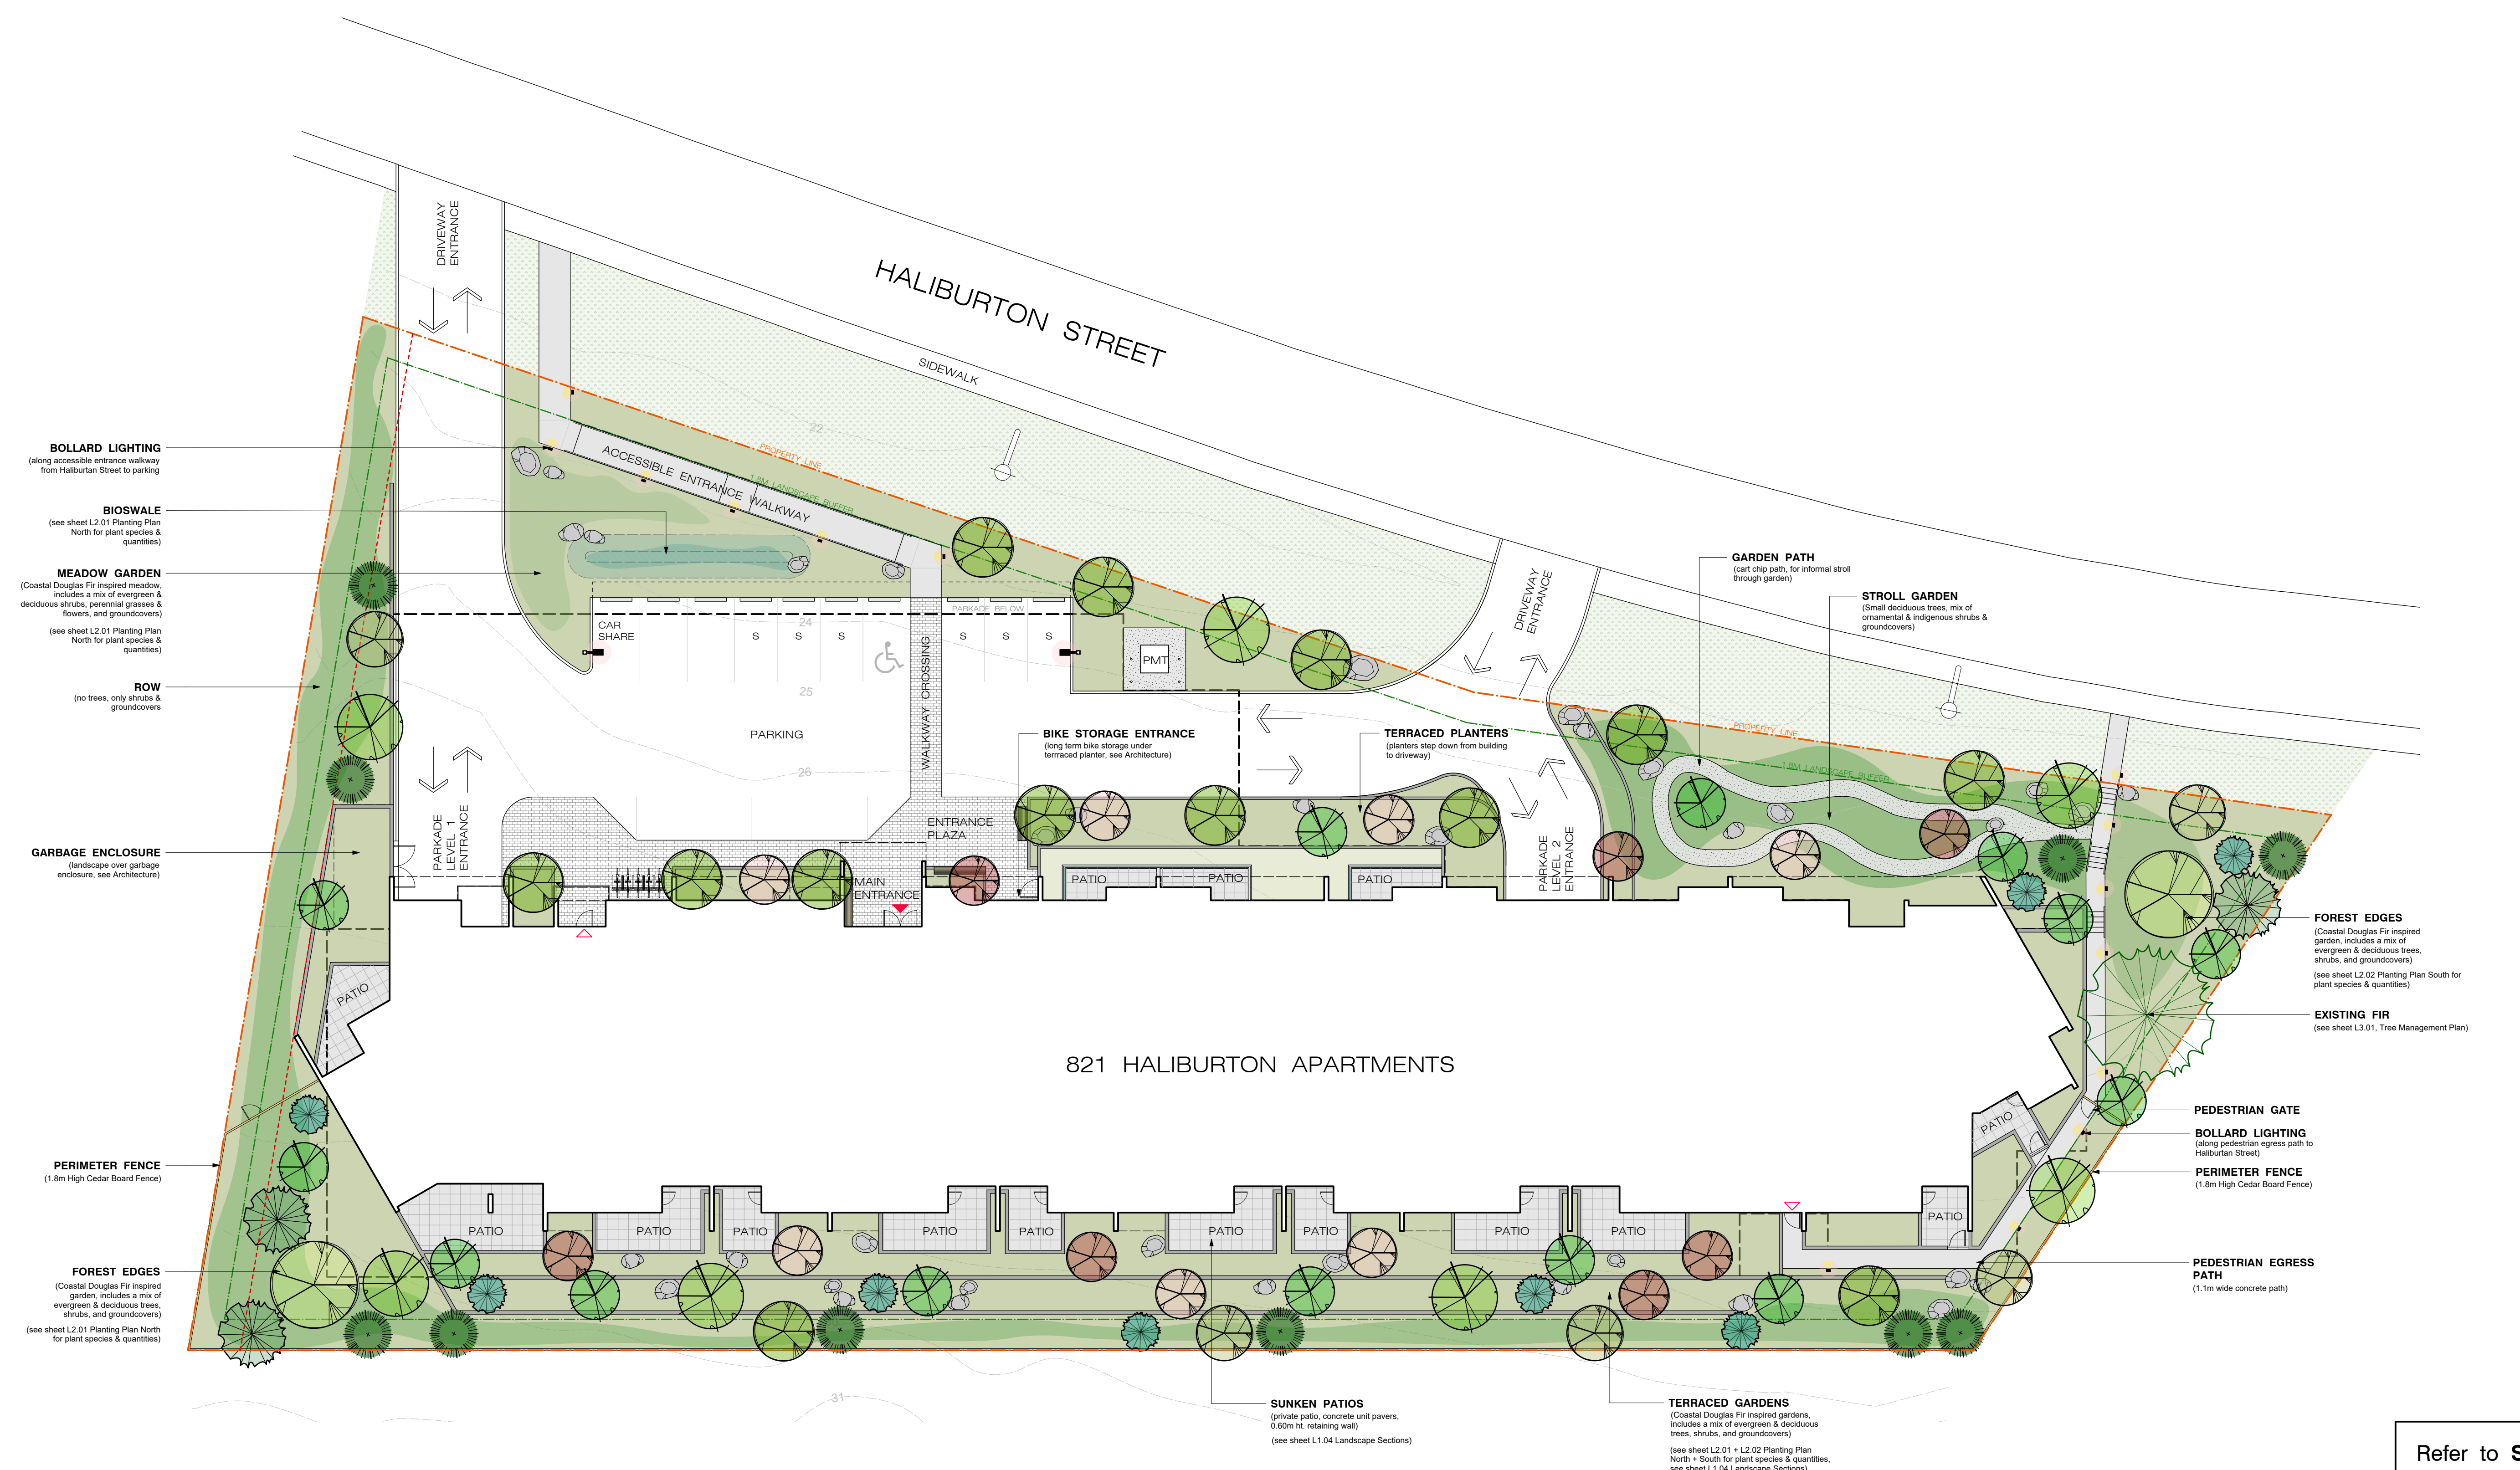 HALIBURTON STREET
SIDEWALK
DRIVEWAY
ENTRANCE
PROPERTY LINE
1.8M LANDSCAPE BUFFER
ACCESSIBLE ENTRANCE WALKWAY
22
BOLLARD LIGHTING
(along accessible entrance walkway
from Haliburtan Street to parking
BIOSWALE
(see sheet L2.01 Planting Plan
North for plant species &
quantities)
MEADOW GARDEN
(Coastal Douglas Fir inspired meadow,
includes a mix of evergreen &
deciduous shrubs, perennial grasses &
flowers, and groundcovers)
(see sheet L2.01 Planting Plan
North for plant species &
quantities)
ROW
(no trees, only shrubs &
groundcovers
GARBAGE ENCLOSURE
(landscape over garbage
enclosure, see Architecture)
PERIMETER FENCE
(1.8m High Cedar Board Fence)
FOREST EDGES
(Coastal Douglas Fir inspired
garden, includes a mix of
evergreen & deciduous trees,
shrubs, and groundcovers)
(see sheet L2.01 Planting Plan North
for plant species & quantities)
CAR
SHARE
24
S
S
S
S
S
S
PARKADE BELOW
25
PARKING
26
WALKWAY CROSSING
PMT
PARKADE
LEVEL 1
ENTRANCE
ENTRANCE
PLAZA
MAIN
ENTRANCE
BIKE STORAGE ENTRANCE
(long term bike storage under
terrraced planter, see Architecture)
TERRACED PLANTERS
(planters step down from building
to driveway)
DRIVEWAY
ENTRANCE
PARKADE
LEVEL 2
ENTRANCE
PATIO
PATIO
PATIO
GARDEN PATH
(cart chip path, for informal stroll
through garden)
STROLL GARDEN
(Small deciduous trees, mix of
ornamental & indigenous shrubs &
groundcovers)
PROPERTY LINE
1.8M LANDSCAPE BUFFER
FOREST EDGES
(Coastal Douglas Fir inspired
garden, includes a mix of
evergreen & deciduous trees,
shrubs, and groundcovers)
(see sheet L2.02 Planting Plan South for
plant species & quantities)
EXISTING FIR
(see sheet L3.01, Tree Management Plan)
PEDESTRIAN GATE
BOLLARD LIGHTING
(along pedestrian egress path to
Haliburtan Street)
PERIMETER FENCE
(1.8m High Cedar Board Fence)
PEDESTRIAN EGRESS
PATH
(1.1m wide concrete path)
821 HALIBURTON APARTMENTS
PATIO
PATIO
PATIO
PATIO
PATIO
PATIO
PATIO
PATIO
PATIO
PATIO
PATIO
PATIO
31
SUNKEN PATIOS
(private patio, concrete unit pavers,
0.60m ht. retaining wall)
(see sheet L1.04 Landscape Sections)
TERRACED GARDENS
(Coastal Douglas Fir inspired gardens,
includes a mix of evergreen & deciduous
trees, shrubs, and groundcovers)
(see sheet L2.01 + L2.02 Planting Plan
North + South for plant species & quantities,
see sheet L1.04 Landscape Sections)
Refer to S